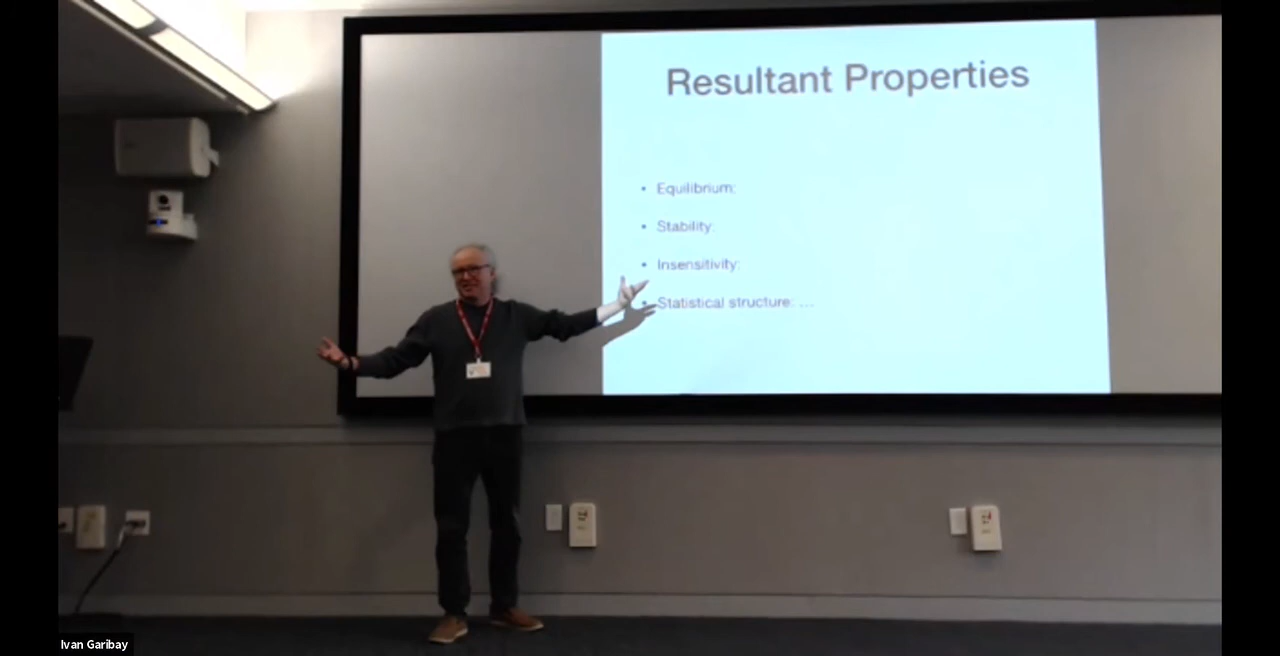 Resultant Properties
• Equilibrium:
• Stability:
• Insensitivity:
• Statistical structure: ...
Ivan Garibay